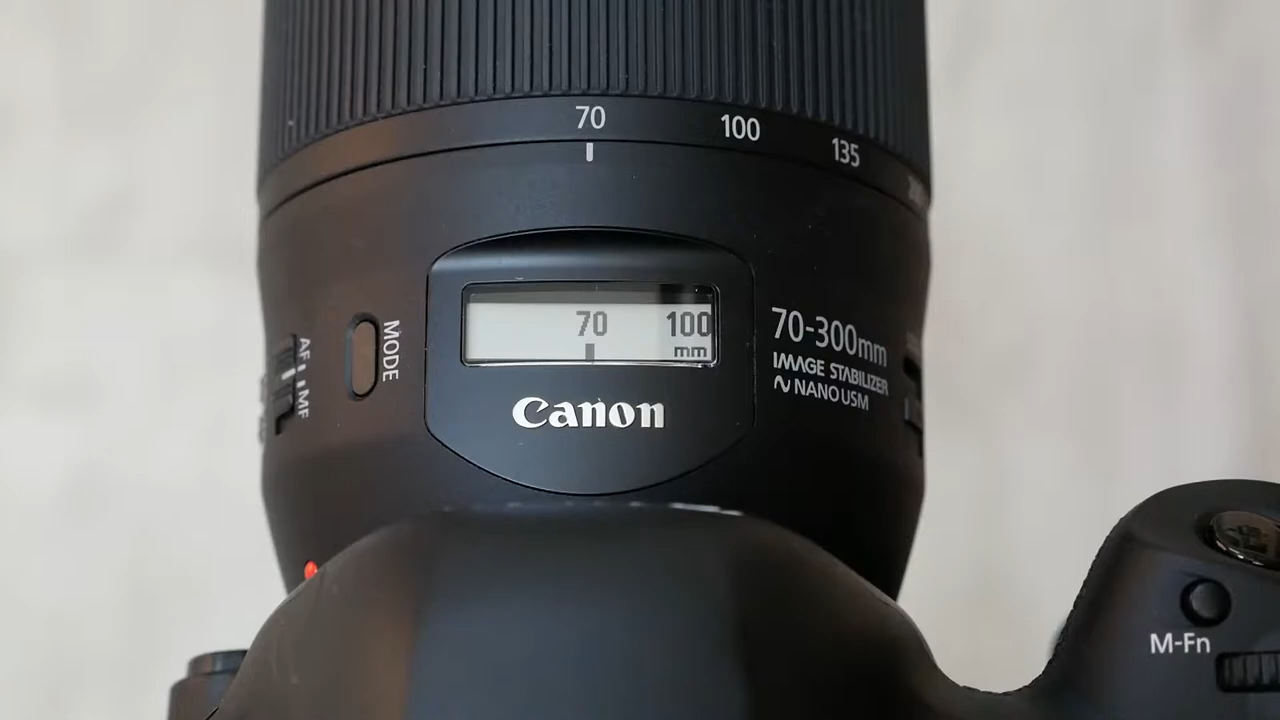 70 100 135
70 100
mm
Canon
MODE
AF MF
70-300mm
IMAGE STABILIZER
NANO USM
M-Fn